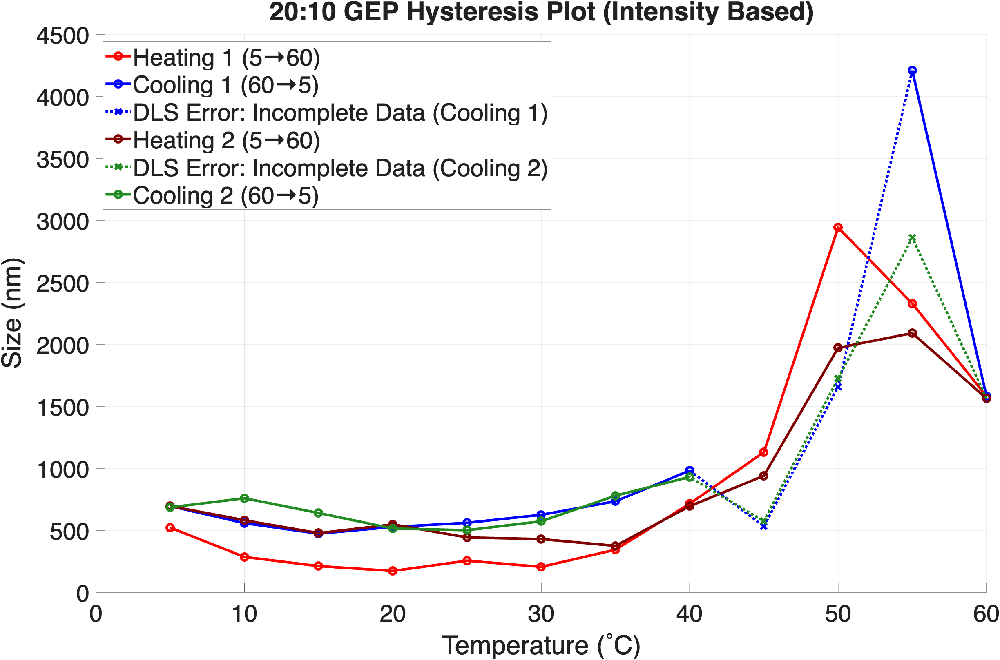 20:10 GEP Hysteresis Plot (Intensity Based)
4500
4000
3500
3000
2500
2000
1500
1000
500
0
Size (nm)
Heating 1 (5→60)
Cooling 1 (60→5)
DLS Error: Incomplete Data (Cooling 1)
Heating 2 (5→60)
DLS Error: Incomplete Data (Cooling 2)
Cooling 2 (60→5)
0 10 20 30 40 50 60
Temperature (°C)